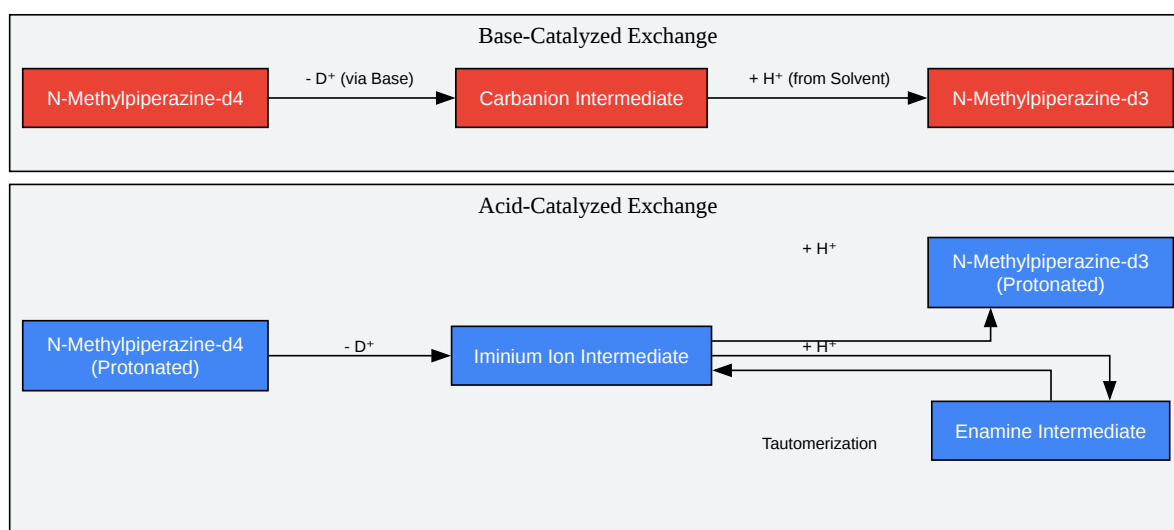 Base-Catalyzed Exchange
N-Methylpiperazine-d4
- D⁺ (via Base)
Carbanion Intermediate
+ H⁺ (from Solvent)
N-Methylpiperazine-d3
Acid-Catalyzed Exchange
+ H⁺
N-Methylpiperazine-d3
(Protonated)
N-Methylpiperazine-d4
(Protonated)
- D⁺
Iminium Ion Intermediate
+ H⁺
Enamine Intermediate
Tautomerization